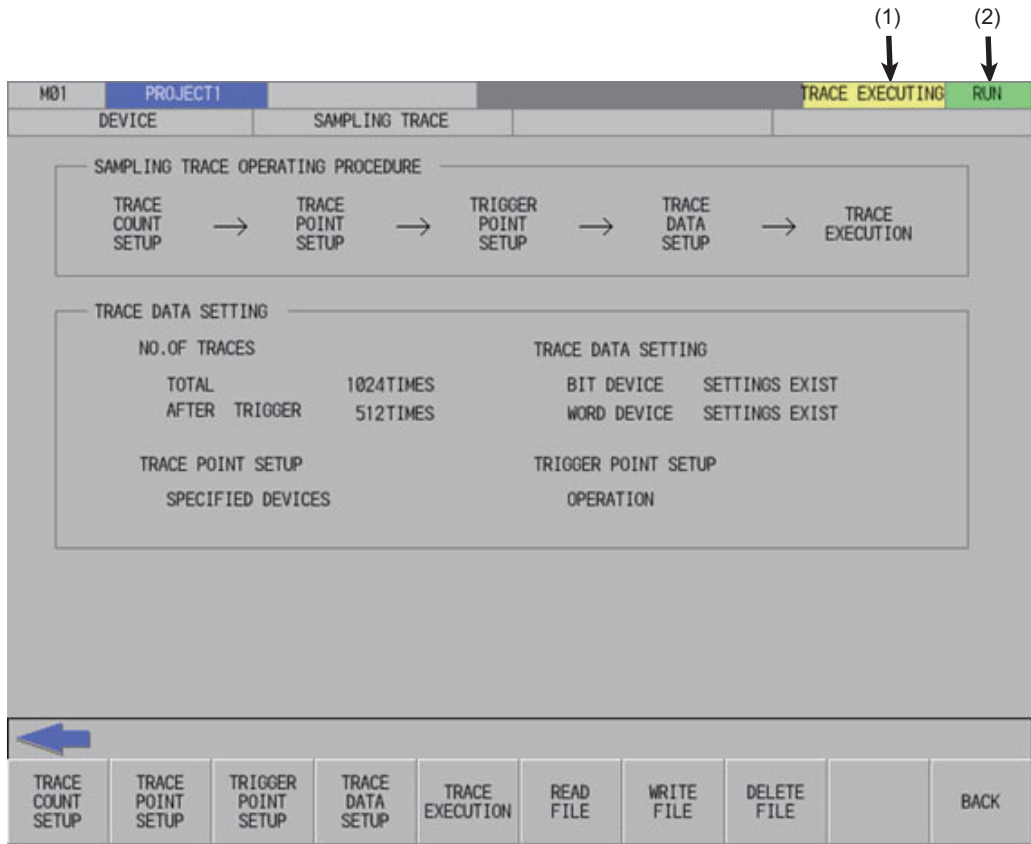 (1) (2)
MØ1 PROJECT1 TRACE EXECUTING RUN
DEVICE SAMPLING TRACE
SAMPLING TRACE OPERATING PROCEDURE
TRACE COUNT SETUP → TRACE POINT SETUP → TRIGGER POINT SETUP → TRACE DATA SETUP → TRACE EXECUTION
TRACE DATA SETTING
NO.OF TRACES
TOTAL 1024TIMES
AFTER TRIGGER 512TIMES
TRACE POINT SETUP
SPECIFIED DEVICES
TRACE DATA SETTING
BIT DEVICE SETTINGS EXIST
WORD DEVICE SETTINGS EXIST
TRIGGER POINT SETUP
OPERATION
TRACE COUNT SETUP
TRACE POINT SETUP
TRIGGER POINT SETUP
TRACE DATA SETUP
TRACE EXECUTION
READ FILE
WRITE FILE
DELETE FILE
BACK